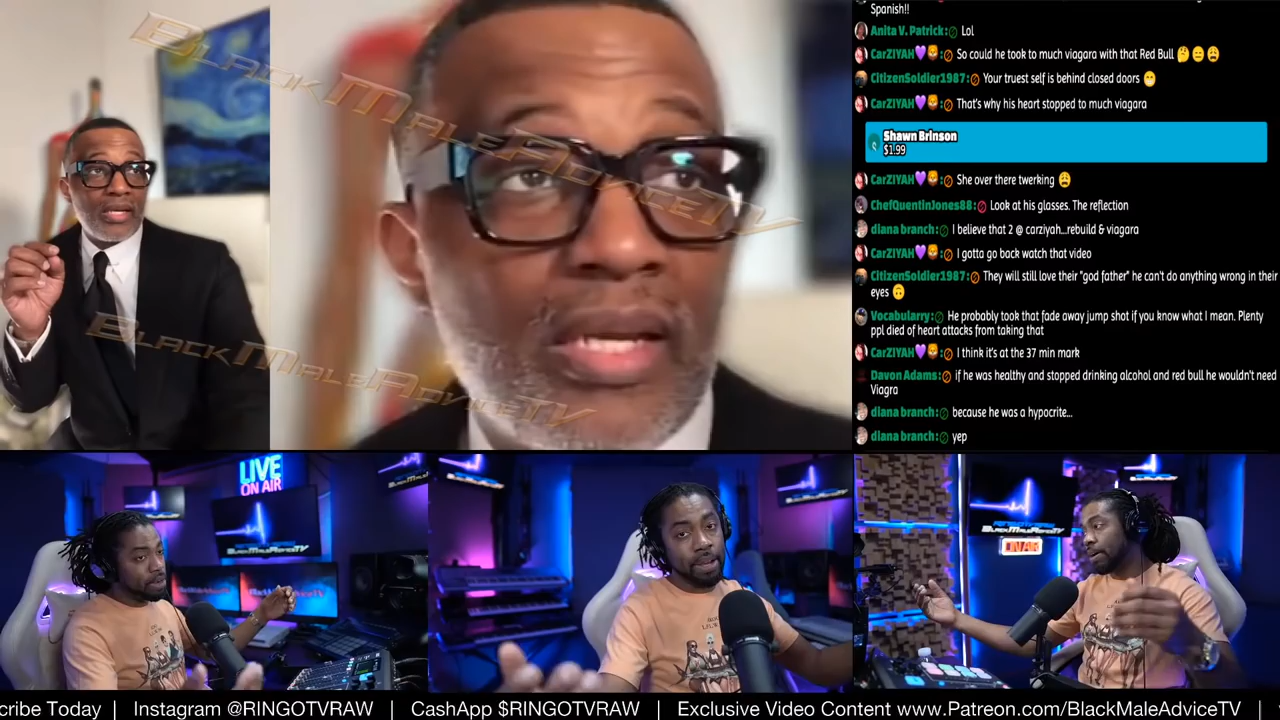 BlackMaleAdviceTV
BlackMaleAdviceTV
Spanish!!
Anita V. Patrick: Lol
CarZIYAH💜🦁: So could he took to much viagara with that Red Bull 🤔😑😩
CitizenSoldier1987: Your truest self is behind closed doors 😁
CarZIYAH💜🦁: That's why his heart stopped to much viagara
Shawn Brinson
$1.99
CarZIYAH💜🦁: She over there twerking 😩
ChefQuentinJones88: Look at his glasses. The reflection
diana branch: I believe that 2 @ carziyah...rebuild & viagara
CarZIYAH💜🦁: I gotta go back watch that video
CitizenSoldier1987: They will still love their "god father" he can't do anything wrong in their
eyes 🙃
Vocabularry: He probably took that fade away jump shot if you know what I mean. Plenty
ppl died of heart attacks from taking that
CarZIYAH💜🦁: I think it's at the 37 min mark
Davon Adams: if he was healthy and stopped drinking alcohol and red bull he wouldn't need
Viagra
diana branch: because he was a hypocrite...
diana branch: yep
LIVE
ON AIR
BlackMaleAdviceTV
BlackMaleAdviceTV
ON AIR
cribe Today | Instagram @RINGOTVRAW | CashApp $RINGOTVRAW | Exclusive Video Content www.Patreon.com/BlackMaleAdviceTV |